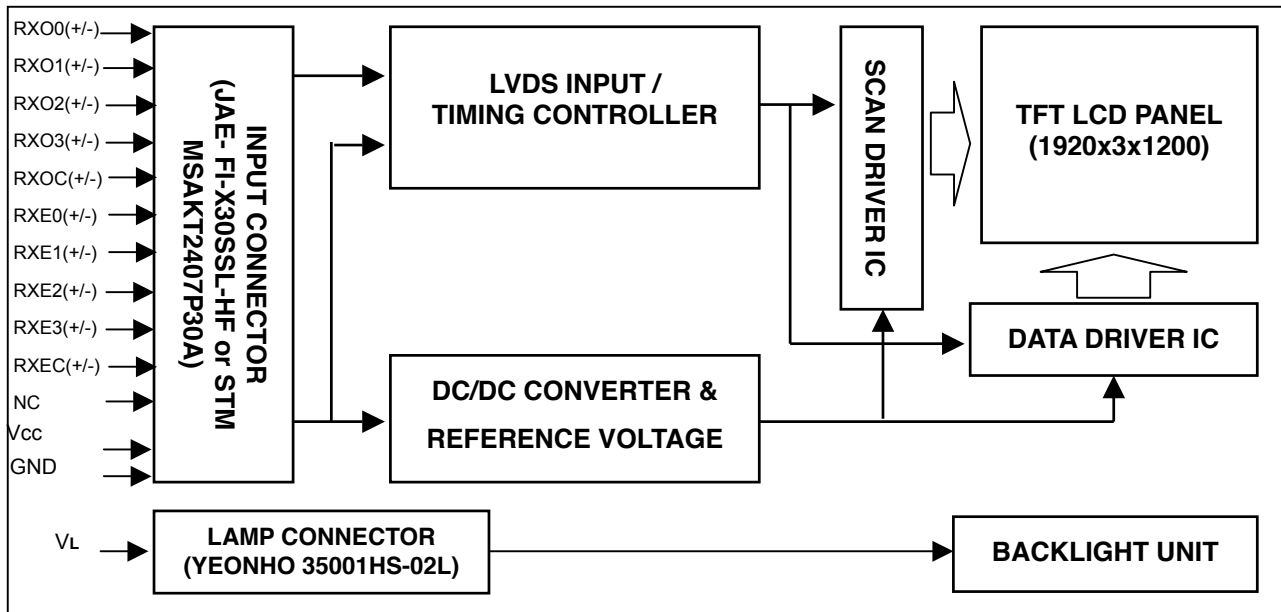 RXO0(+/-)
RXO1(+/-)
RXO2(+/-)
RXO3(+/-)
RXOC(+/-)
RXE0(+/-)
RXE1(+/-)
RXE2(+/-)
RXE3(+/-)
RXEC(+/-)
NC
Vcc
GND
VL
INPUT CONNECTOR
(JAE- FI-X30SSL-HF or STM
MSAKT2407P30A)
LVDS INPUT /
TIMING CONTROLLER
DC/DC CONVERTER &
REFERENCE VOLTAGE
SCAN DRIVER IC
TFT LCD PANEL
(1920x3x1200)
DATA DRIVER IC
LAMP CONNECTOR
(YEONHO 35001HS-02L)
BACKLIGHT UNIT